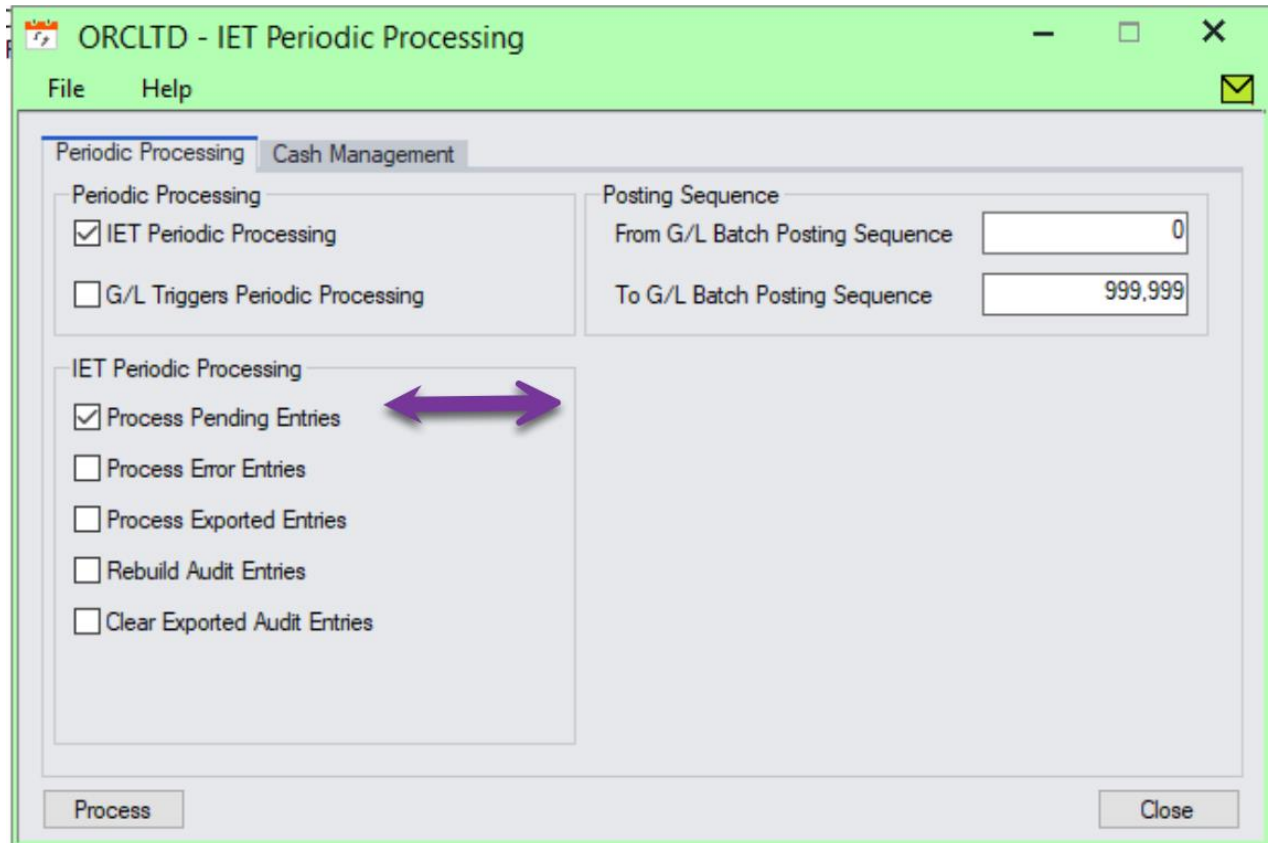 ORCLTD - IET Periodic Processing
File Help
Periodic Processing Cash Management
Periodic Processing
IET Periodic Processing
G/L Triggers Periodic Processing
Posting Sequence
From G/L Batch Posting Sequence 0
To G/L Batch Posting Sequence 999,999
IET Periodic Processing
Process Pending Entries
Process Error Entries
Process Exported Entries
Rebuild Audit Entries
Clear Exported Audit Entries
Process Close